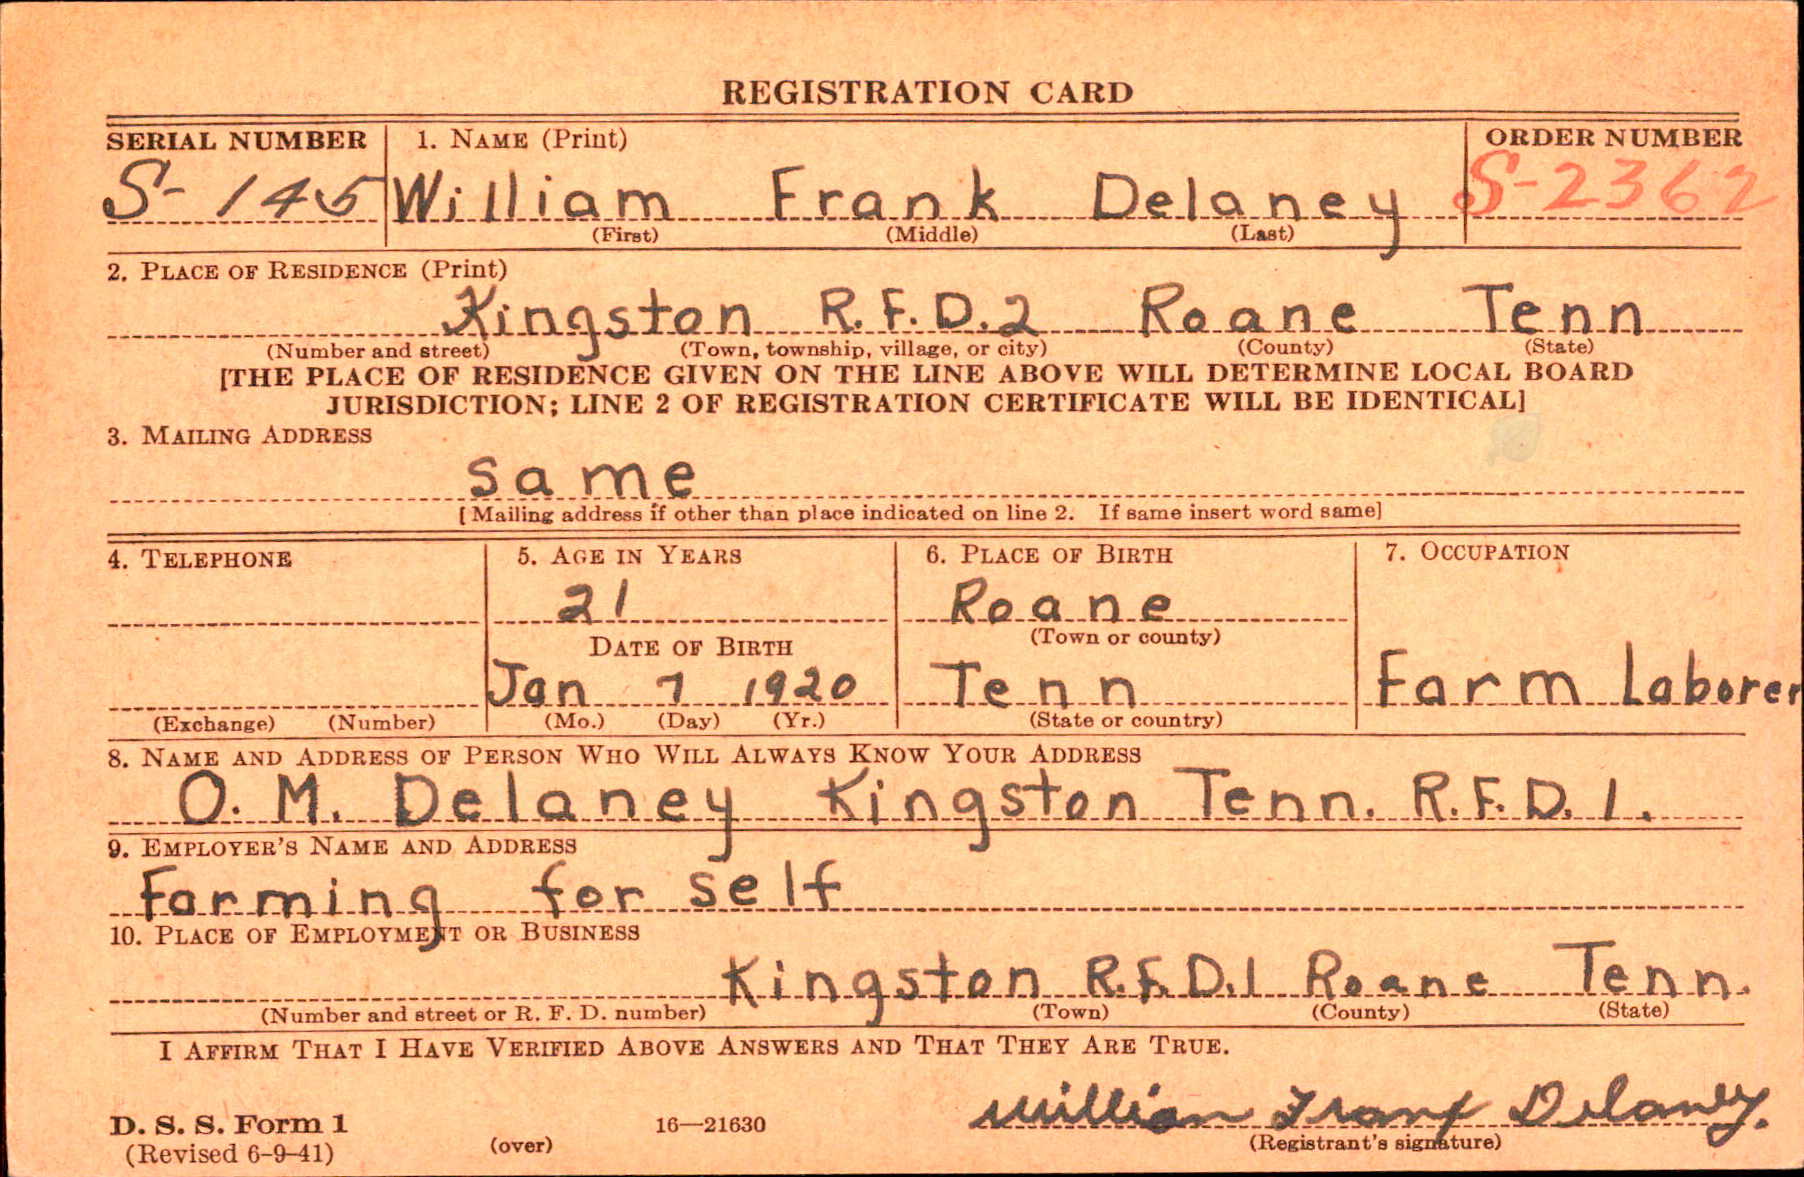 REGISTRATION CARD
SERIAL NUMBER 1. NAME (Print) ORDER NUMBER
S- 145 William Frank Delaney S-2362
(First) (Middle) (Last)
2. PLACE OF RESIDENCE (Print)
Kingston R.F.D.2 Roane Tenn
(Number and street) (Town, township, village, or city) (County) (State)
[THE PLACE OF RESIDENCE GIVEN ON THE LINE ABOVE WILL DETERMINE LOCAL BOARD
JURISDICTION; LINE 2 OF REGISTRATION CERTIFICATE WILL BE IDENTICAL]
3. MAILING ADDRESS
same
[Mailing address if other than place indicated on line 2. If same insert word same]
4. TELEPHONE 5. AGE IN YEARS 6. PLACE OF BIRTH 7. OCCUPATION
21 Roane
DATE OF BIRTH (Town or county)
Jan 7 1920 Tenn Farm Laborer
(Exchange) (Number) (Mo.) (Day) (Yr.) (State or country)
8. NAME AND ADDRESS OF PERSON WHO WILL ALWAYS KNOW YOUR ADDRESS
O. M. Delaney Kingston Tenn. R.F.D. 1.
9. EMPLOYER'S NAME AND ADDRESS
Farming for self
10. PLACE OF EMPLOYMENT OR BUSINESS
Kingston R.F.D.1 Roane Tenn.
(Number and street or R. F. D. number) (Town) (County) (State)
I AFFIRM THAT I HAVE VERIFIED ABOVE ANSWERS AND THAT THEY ARE TRUE.
William Frank Delaney.
D. S. S. Form 1 16—21630
(Revised 6-9-41) (over) (Registrant's signature)